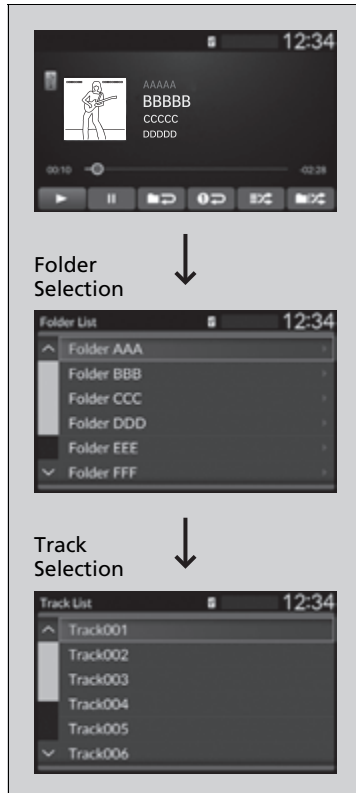 12:34
AAAAA
BBBBB
CCCCC
DDDDD
00:10 -02:28
Folder
Selection
Folder List 12:34
Folder AAA
Folder BBB
Folder CCC
Folder DDD
Folder EEE
Folder FFF
Track
Selection
Track List 12:34
Track001
Track002
Track003
Track004
Track005
Track006